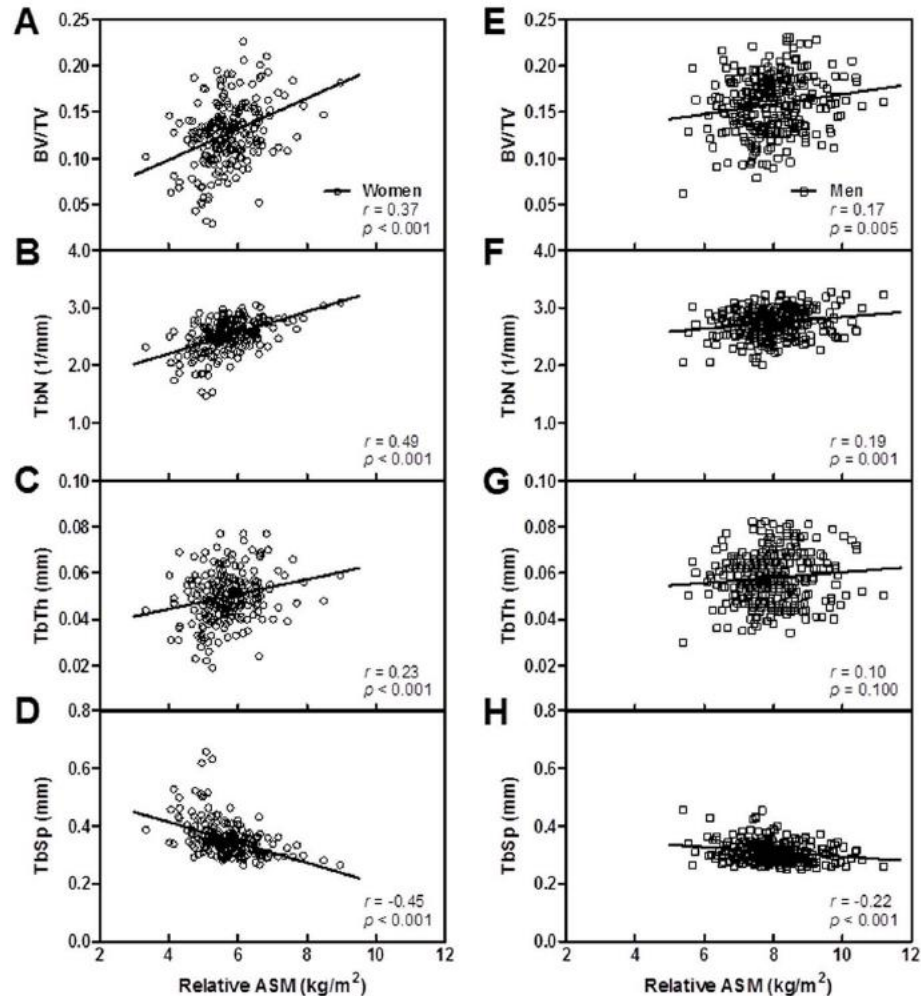 A
E
BV/TV
0.25
0.20
0.15
0.10
0.05
Women
r = 0.37
p < 0.001
BV/TV
0.25
0.20
0.15
0.10
0.05
Men
r = 0.17
p = 0.005
B
F
TbN (1/mm)
4.0
3.0
2.0
1.0
r = 0.49
p < 0.001
TbN (1/mm)
4.0
3.0
2.0
1.0
r = 0.19
p = 0.001
C
G
TbTh (mm)
0.10
0.08
0.06
0.04
0.02
r = 0.23
p < 0.001
TbTh (mm)
0.10
0.08
0.06
0.04
0.02
r = 0.10
p = 0.100
D
H
TbSp (mm)
0.8
0.6
0.4
0.2
0.0
r = -0.45
p < 0.001
TbSp (mm)
0.8
0.6
0.4
0.2
0.0
r = -0.22
p < 0.001
2 4 6 8 10 12
Relative ASM (kg/m²)
2 4 6 8 10 12
Relative ASM (kg/m²)